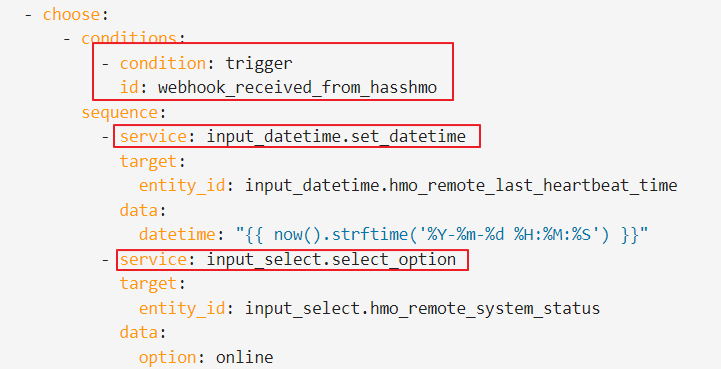 - choose:
- conditions:
- condition: trigger
id: webhook_received_from_hasshmo
sequence:
- service: input_datetime.set_datetime
target:
entity_id: input_datetime.hmo_remote_last_heartbeat_time
data:
datetime: "{{ now().strftime('%Y-%m-%d %H:%M:%S') }}"
- service: input_select.select_option
target:
entity_id: input_select.hmo_remote_system_status
data:
option: online